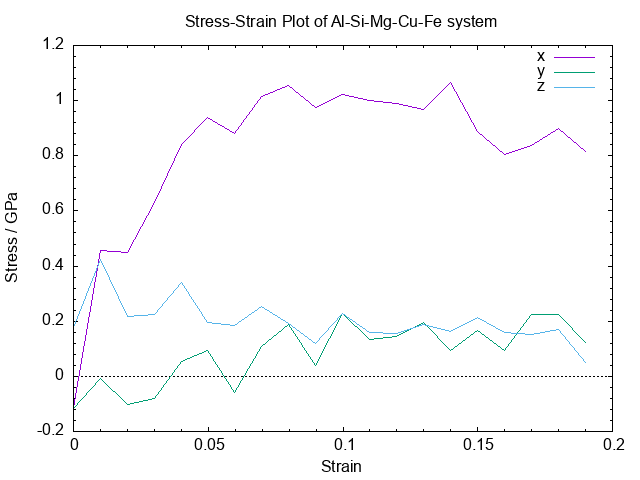 Stress-Strain Plot of Al-Si-Mg-Cu-Fe system
1.2
1
0.8
0.6
0.4
0.2
0
-0.2
Stress / GPa
x
y
z
0
0.05
0.1
0.15
0.2
Strain